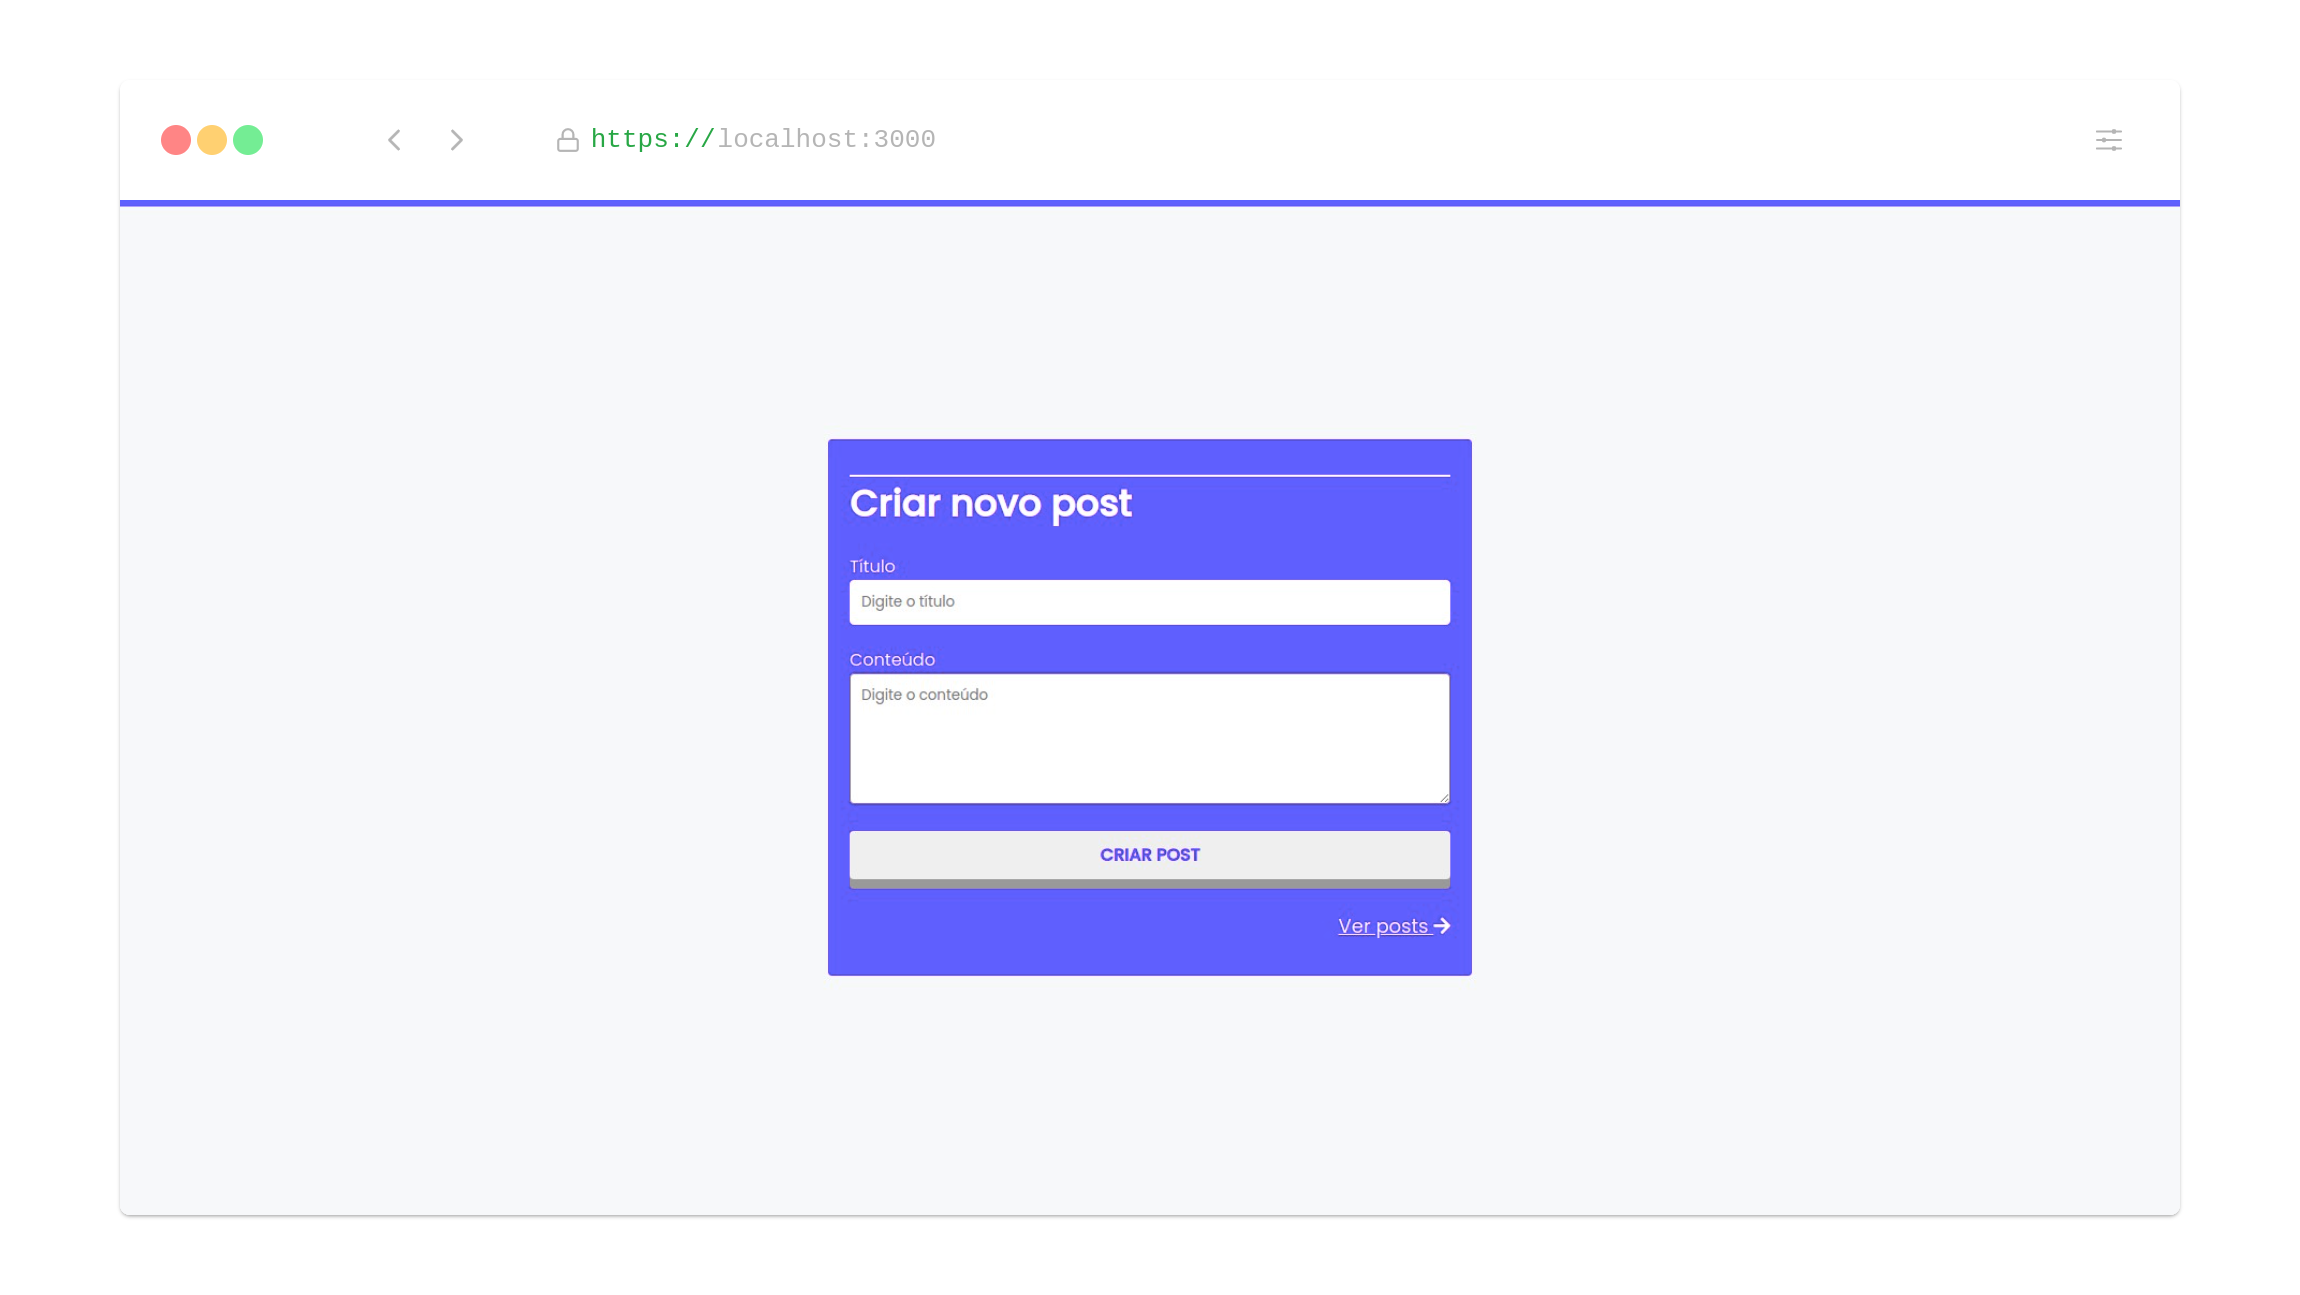 https://localhost:3000
Criar novo post
Título
Digite o título
Conteúdo
Digite o conteúdo
CRIAR POST
Ver posts